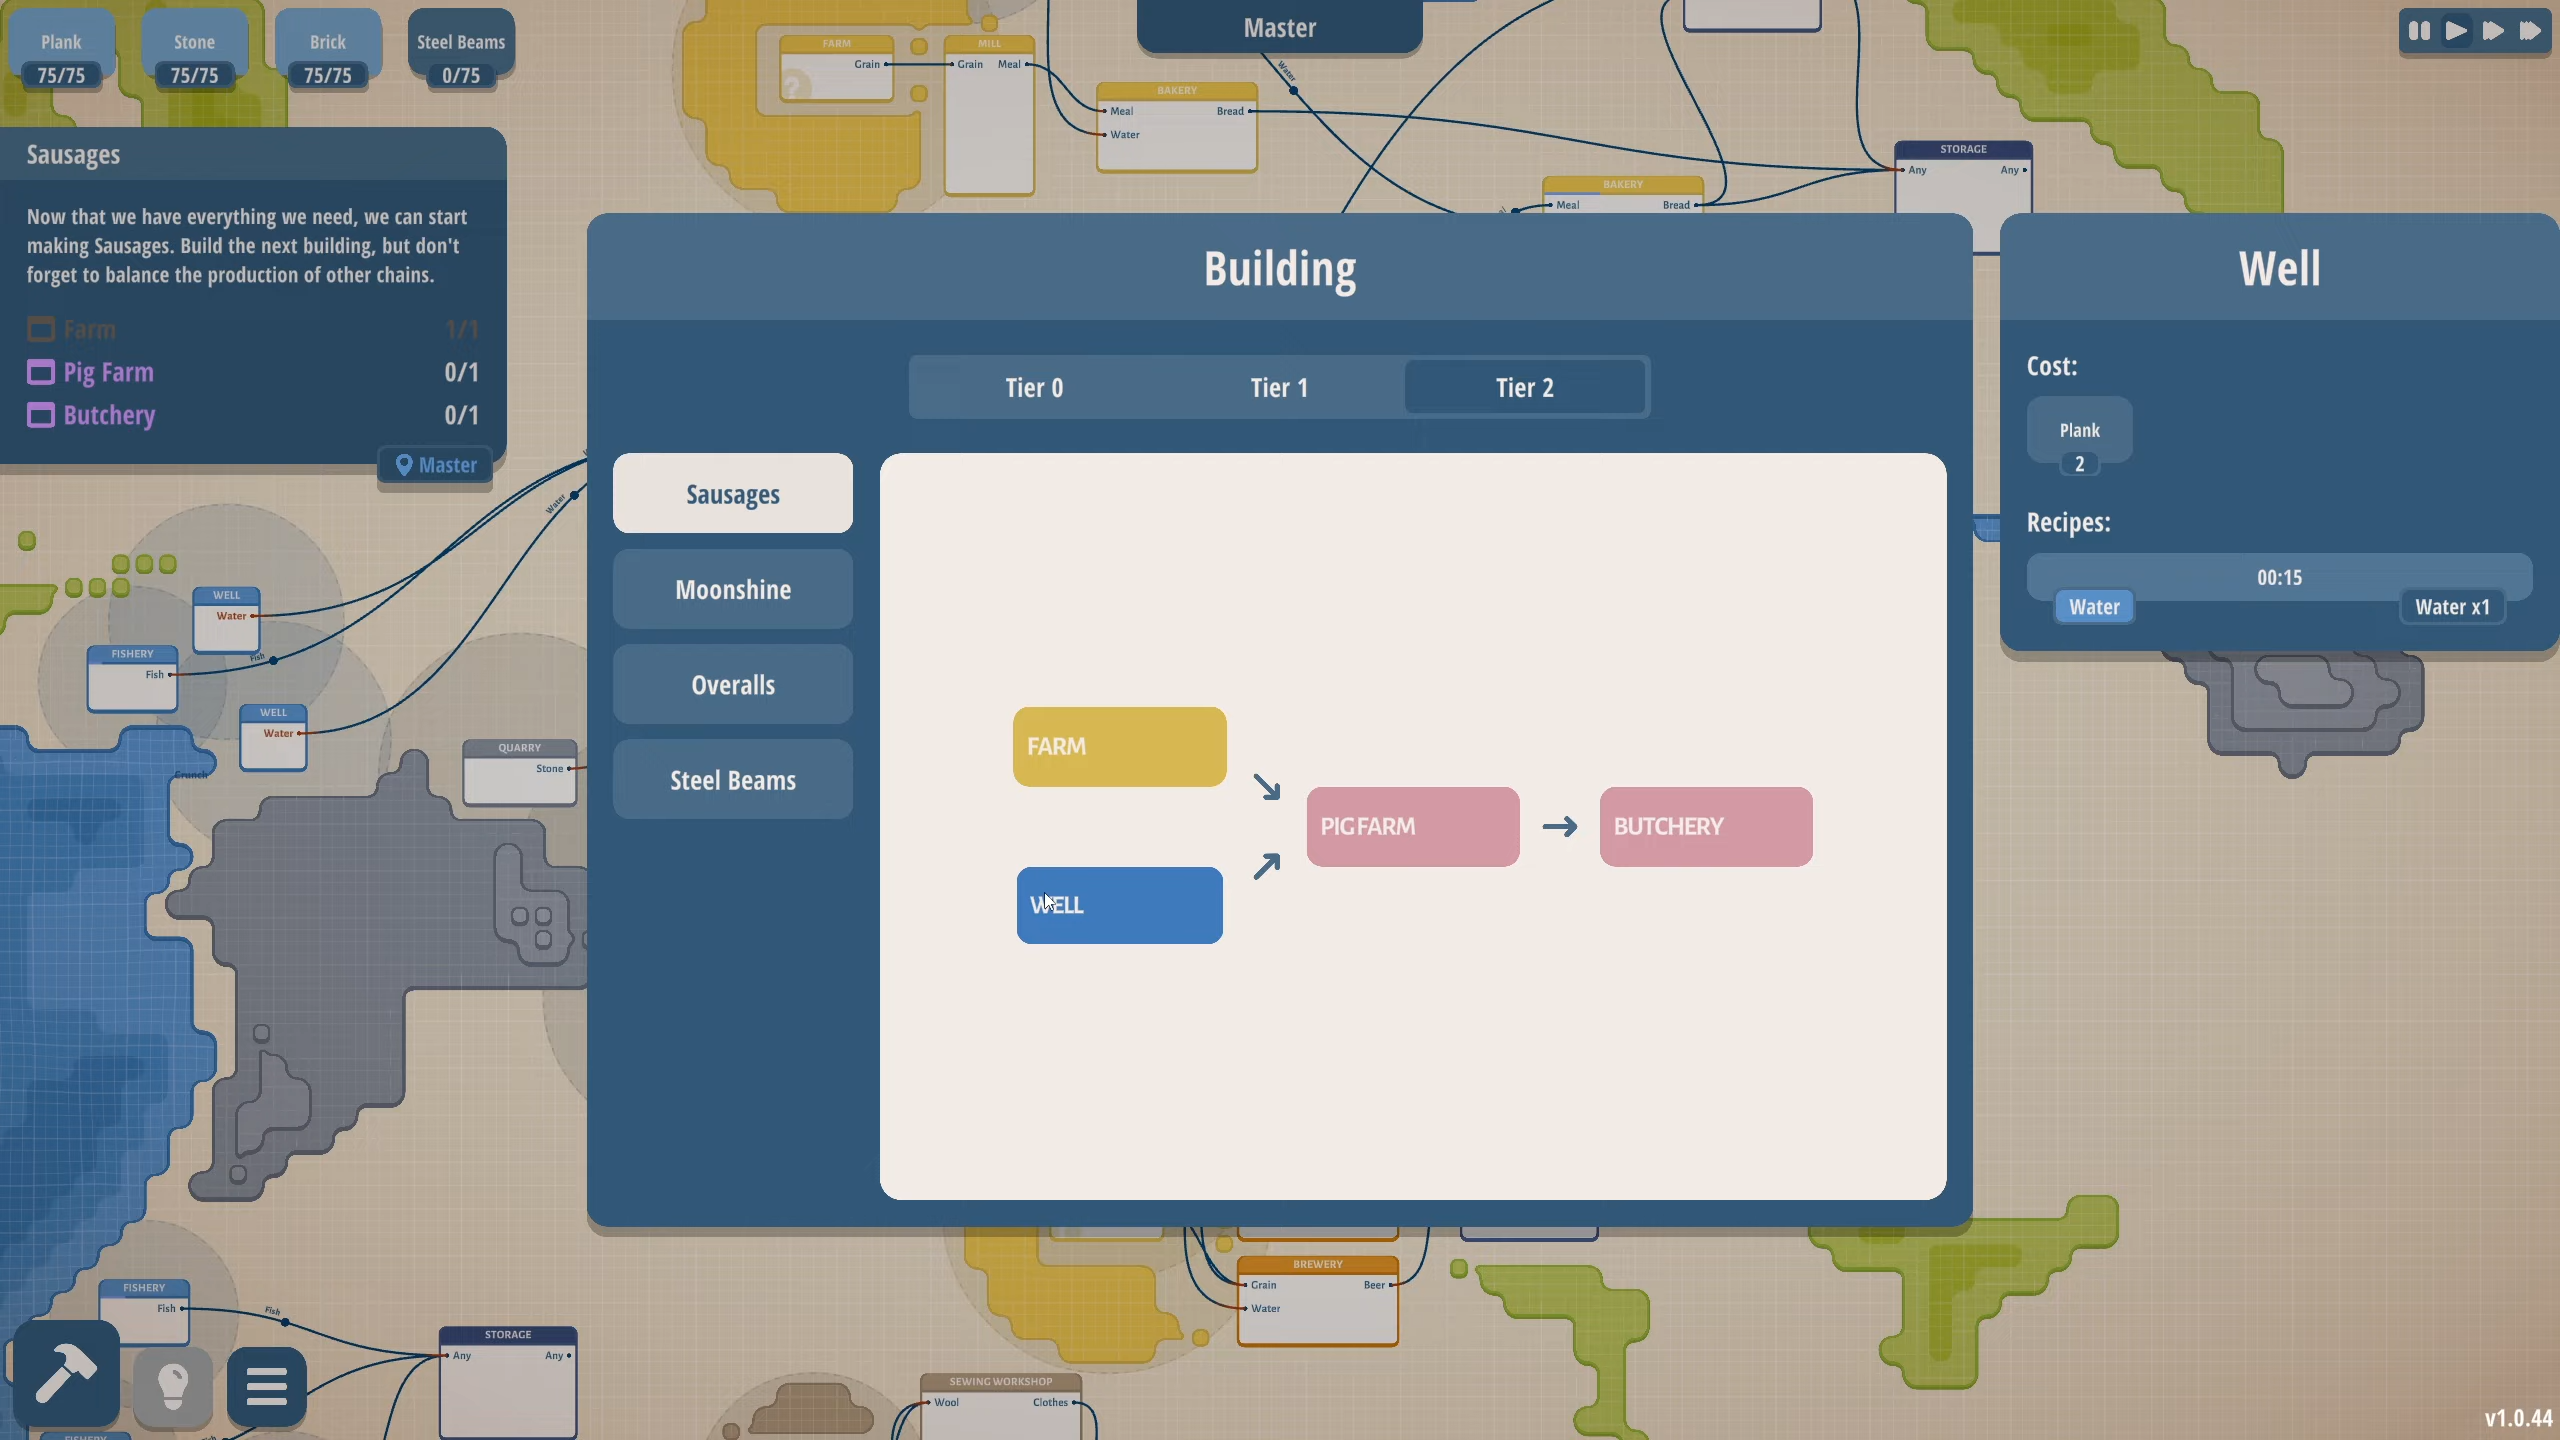 Plank
75/75
Stone
75/75
Brick
75/75
Steel Beams
0/75
Master
Sausages
Now that we have everything we need, we can start
making Sausages. Build the next building, but don't
forget to balance the production of other chains.
Farm 1/1
Pig Farm 0/1
Butchery 0/1
Master
FARM
Grain
MILL
Grain Meal
BAKERY
Meal Bread
Water
Water
BAKERY
Meal Bread
STORAGE
Any Any
Building
Tier 0
Tier 1
Tier 2
Sausages
Moonshine
Overalls
Steel Beams
FARM
WELL
PIG FARM
BUTCHERY
Well
Cost:
Plank
2
Recipes:
00:15
Water
Water x1
Water
WELL
Water
FISHERY
Fish
Fish
WELL
Water
Crunch
QUARRY
Stone
FISHERY
Fish
Fish
STORAGE
Any Any
FISHERY
BREWERY
Grain Beer
Water
SEWING WORKSHOP
Wool Clothes
v1.0.44